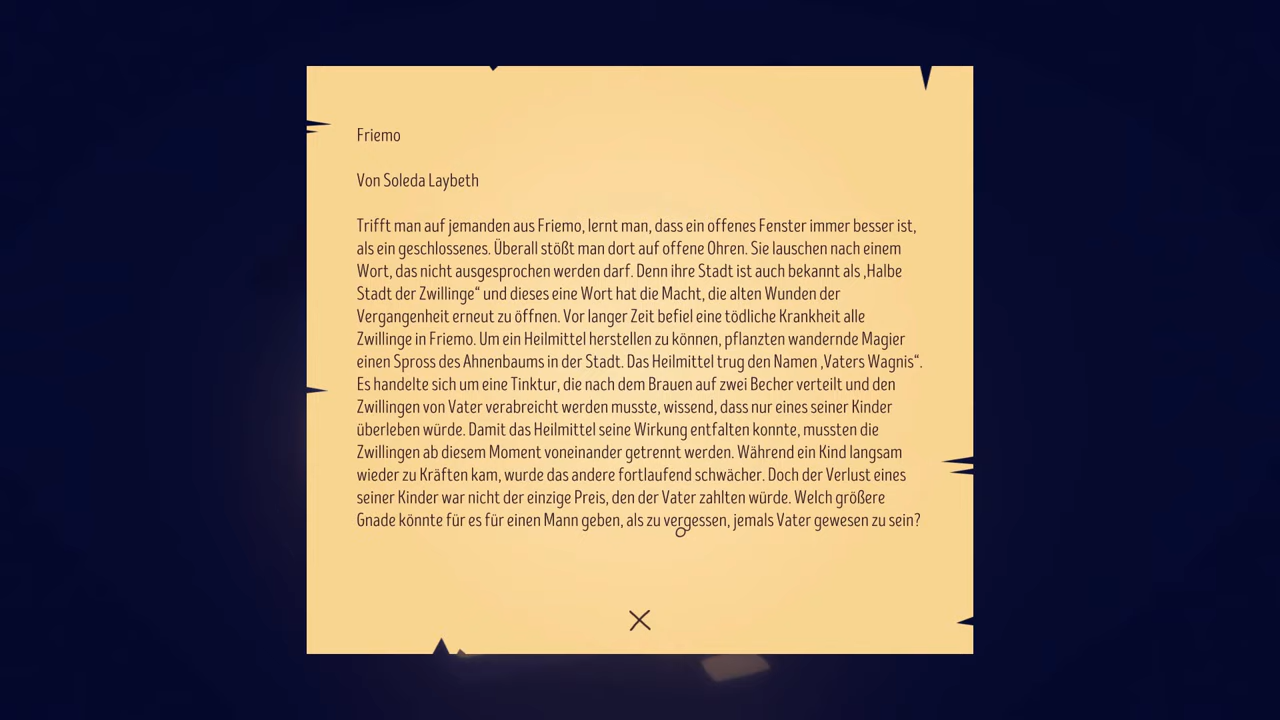 Friemo
Von Soleda Laybeth
Trifft man auf jemanden aus Friemo, lernt man, dass ein offenes Fenster immer besser ist,
als ein geschlossenes. Überall stößt man dort auf offene Ohren. Sie lauschen nach einem
Wort, das nicht ausgesprochen werden darf. Denn ihre Stadt ist auch bekannt als ‚Halbe
Stadt der Zwillinge“ und dieses eine Wort hat die Macht, die alten Wunden der
Vergangenheit erneut zu öffnen. Vor langer Zeit befiel eine tödliche Krankheit alle
Zwillinge in Friemo. Um ein Heilmittel herstellen zu können, pflanzten wandernde Magier
einen Spross des Ahnenbaums in der Stadt. Das Heilmittel trug den Namen ‚Vaters Wagnis“.
Es handelte sich um eine Tinktur, die nach dem Brauen auf zwei Becher verteilt und den
Zwillingen von Vater verabreicht werden musste, wissend, dass nur eines seiner Kinder
überleben würde. Damit das Heilmittel seine Wirkung entfalten konnte, mussten die
Zwillingen ab diesem Moment voneinander getrennt werden. Während ein Kind langsam
wieder zu Kräften kam, wurde das andere fortlaufend schwächer. Doch der Verlust eines
seiner Kinder war nicht der einzige Preis, den der Vater zahlten würde. Welch größere
Gnade könnte für es für einen Mann geben, als zu vergessen, jemals Vater gewesen zu sein?